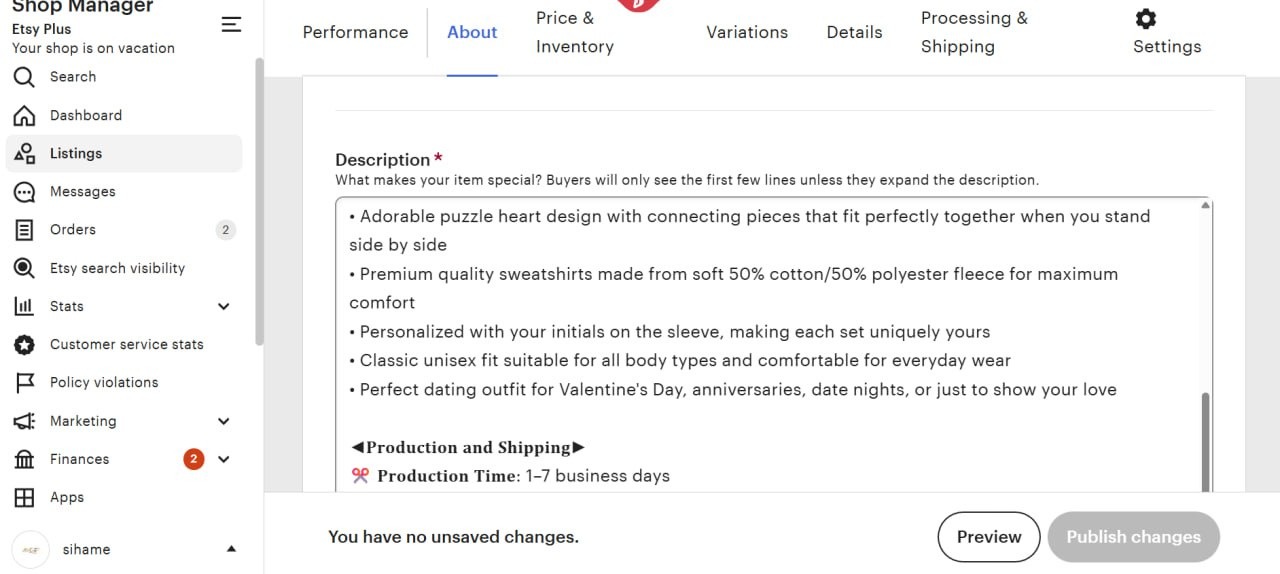 Shop Manager
Etsy Plus
Your shop is on vacation
Search
Dashboard
Listings
Messages
Orders 2
Etsy search visibility
Stats
Customer service stats
Policy violations
Marketing
Finances 2
Apps
sihame
Performance
About
Price &
Inventory
Variations
Details
Processing &
Shipping
Settings
Description *
What makes your item special? Buyers will only see the first few lines unless they expand the description.
• Adorable puzzle heart design with connecting pieces that fit perfectly together when you stand
side by side
• Premium quality sweatshirts made from soft 50% cotton/50% polyester fleece for maximum
comfort
• Personalized with your initials on the sleeve, making each set uniquely yours
• Classic unisex fit suitable for all body types and comfortable for everyday wear
• Perfect dating outfit for Valentine's Day, anniversaries, date nights, or just to show your love
◀Production and Shipping▶
Production Time: 1–7 business days
You have no unsaved changes.
Preview
Publish changes